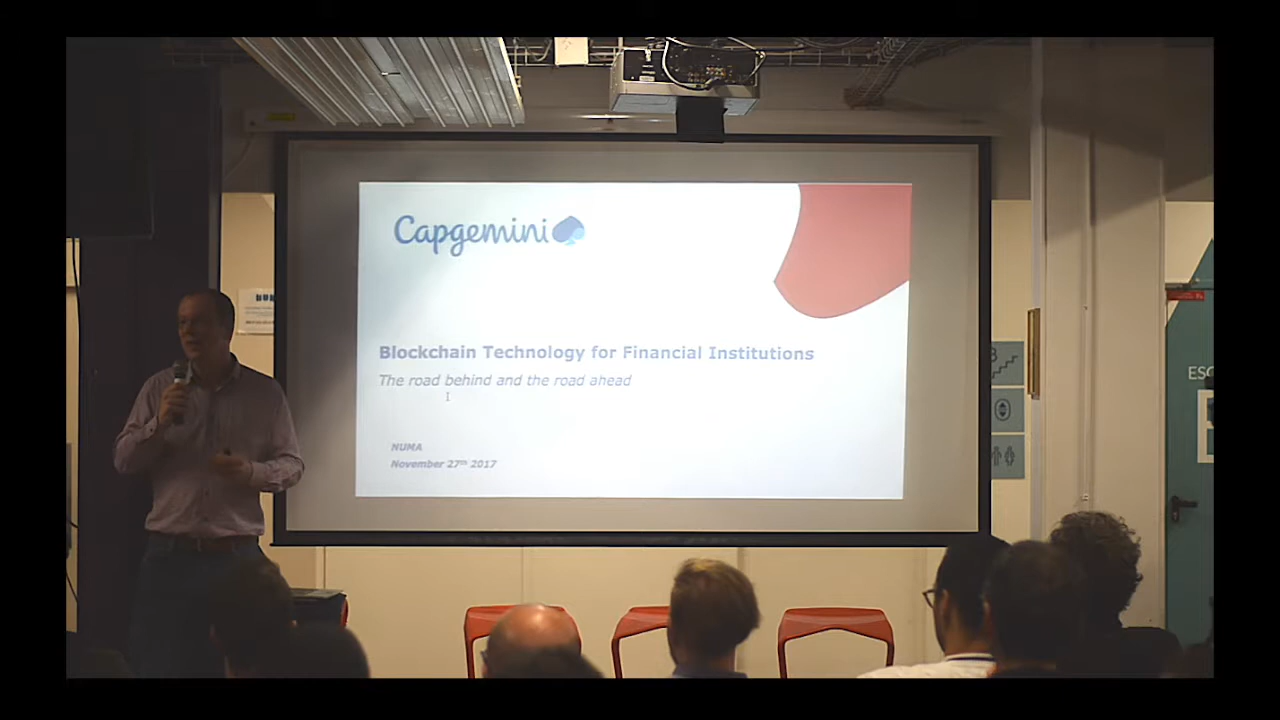 Capgemini
Blockchain Technology for Financial Institutions
The road behind and the road ahead
NUMA
November 27th 2017
ESC